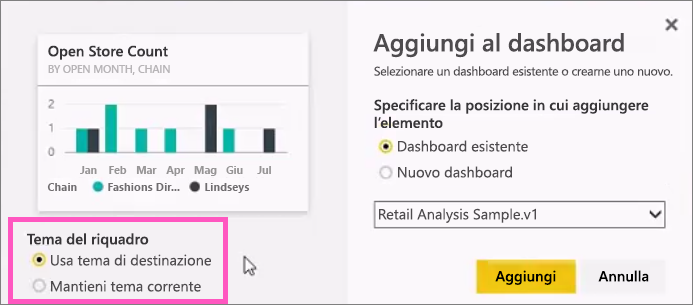 Open Store Count
BY OPEN MONTH, CHAIN
2
1
0
Jan Feb Mar Apr Mag Giu Jul
Chain Fashions Dir... Lindseys
Tema del riquadro
Usa tema di destinazione
Mantieni tema corrente
Aggiungi al dashboard
Selezionare un dashboard esistente o crearne uno nuovo.
Specificare la posizione in cui aggiungere
l'elemento
Dashboard esistente
Nuovo dashboard
Retail Analysis Sample.v1
Aggiungi Annulla